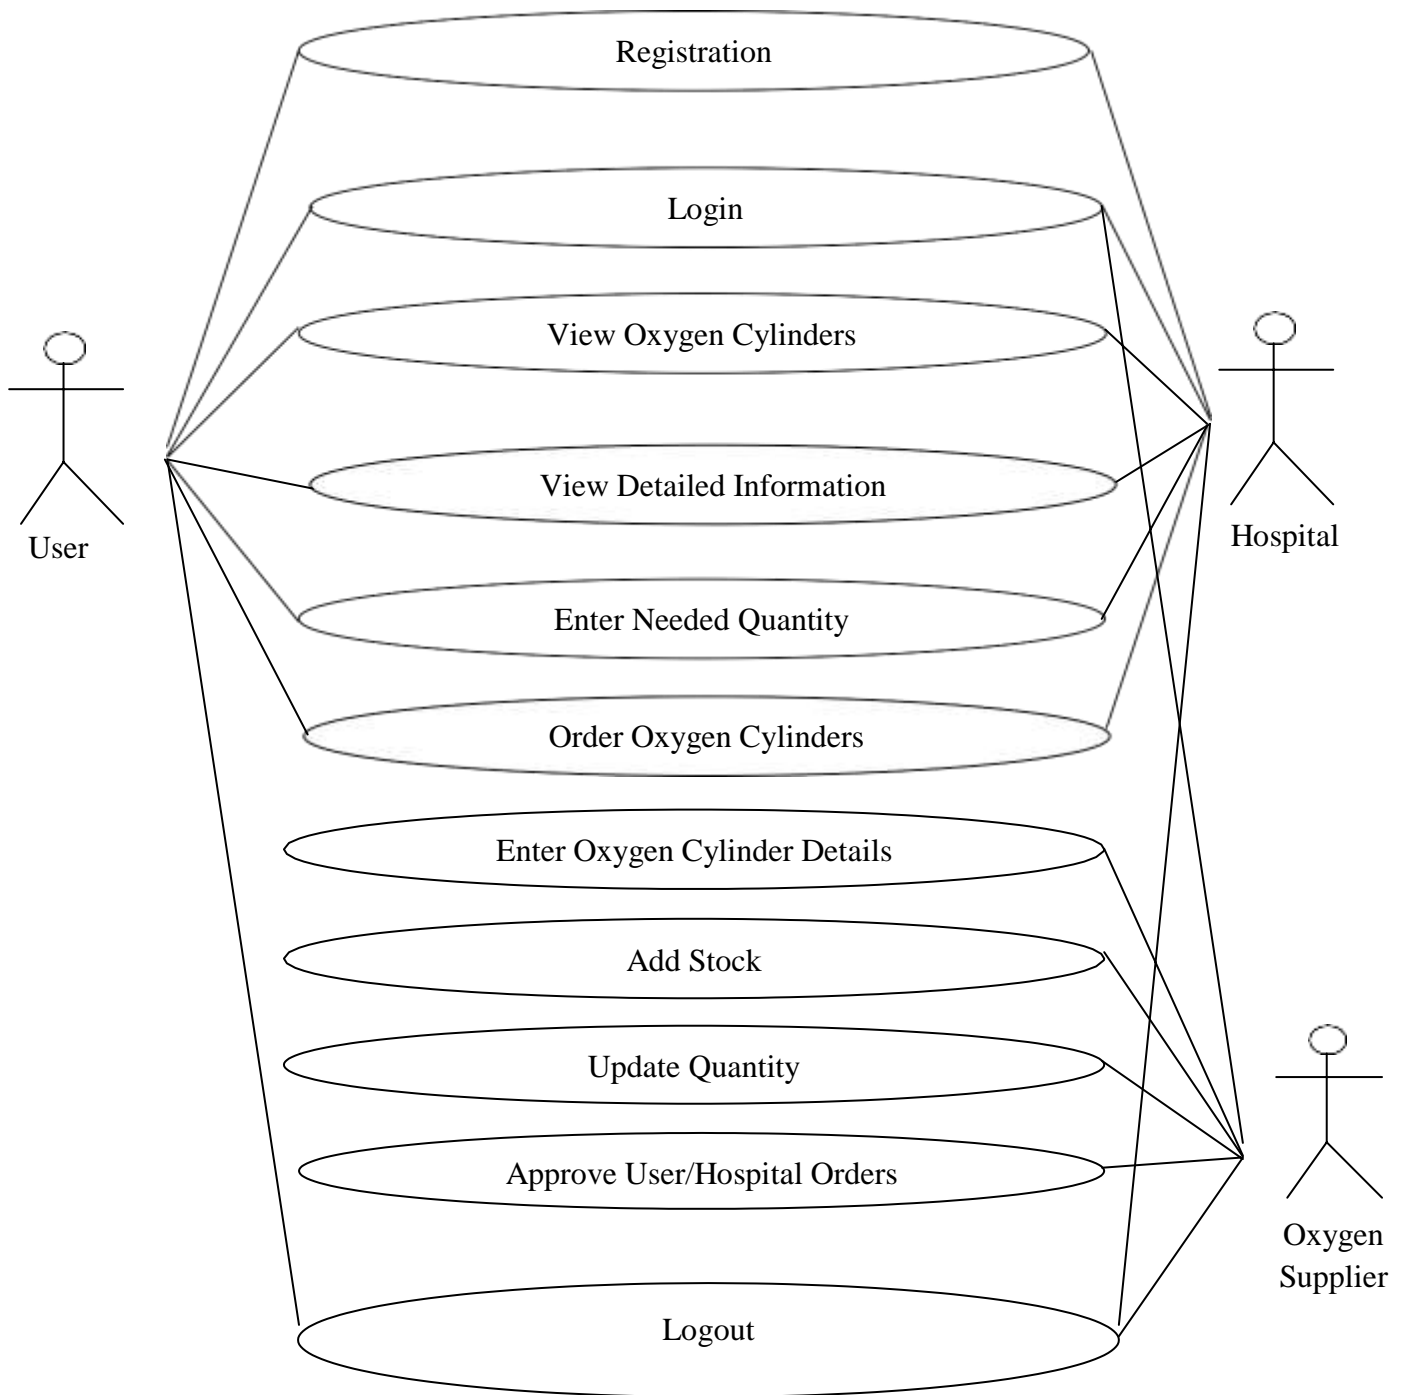 Registration
Login
View Oxygen Cylinders
View Detailed Information
User
Hospital
Enter Needed Quantity
Order Oxygen Cylinders
Enter Oxygen Cylinder Details
Add Stock
Update Quantity
Approve User/Hospital Orders
Oxygen
Supplier
Logout